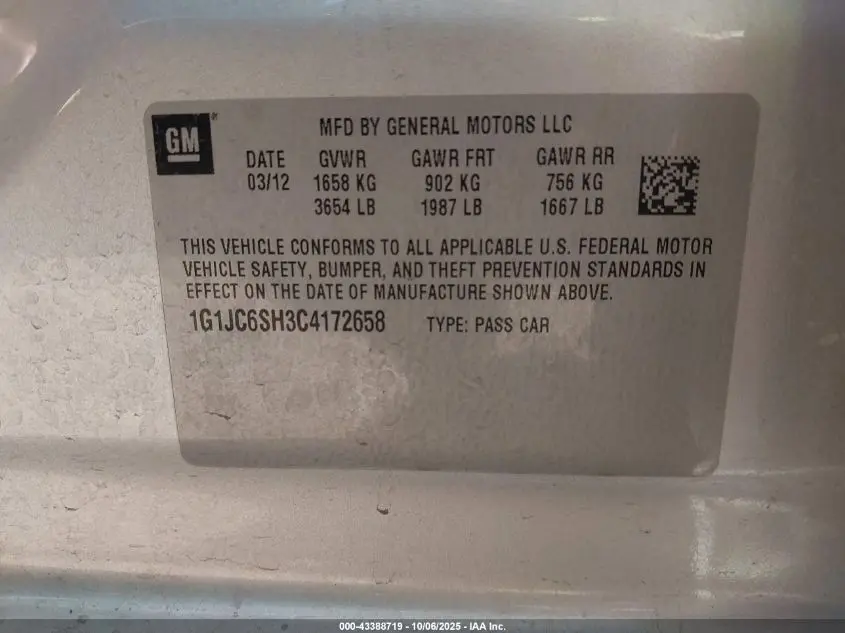 GM
MFD BY GENERAL MOTORS LLC
DATE GVWR GAWR FRT GAWR RR
03/12 1658 KG 902 KG 756 KG
3654 LB 1987 LB 1667 LB
THIS VEHICLE CONFORMS TO ALL APPLICABLE U.S. FEDERAL MOTOR
VEHICLE SAFETY, BUMPER, AND THEFT PREVENTION STANDARDS IN
EFFECT ON THE DATE OF MANUFACTURE SHOWN ABOVE.
1G1JC6SH3C4172658 TYPE: PASS CAR
000-43388719 - 10/06/2025 - IAA Inc.